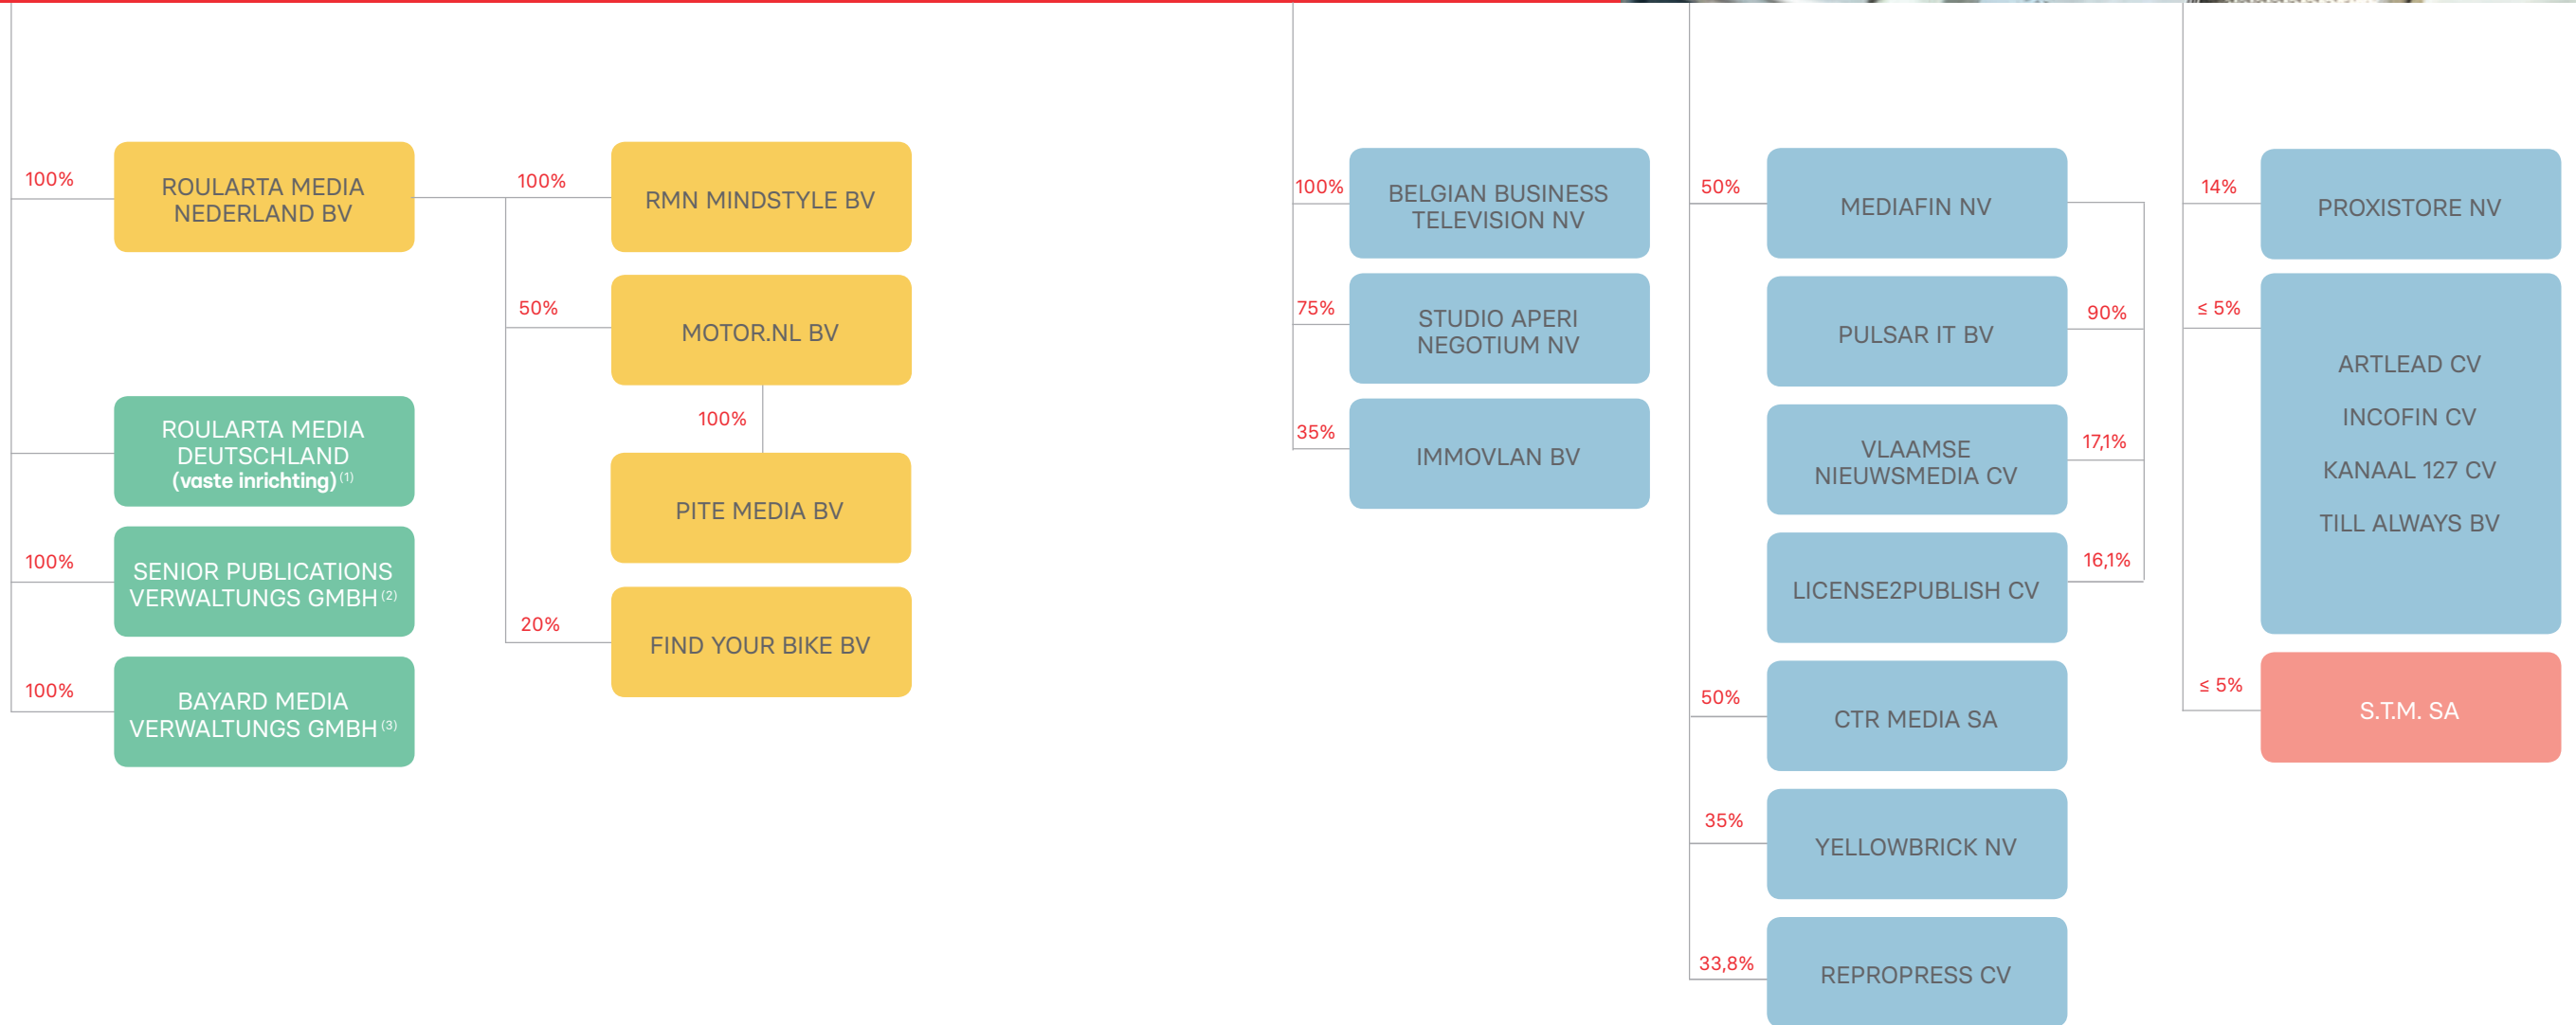 100%
ROULARTA MEDIA
NEDERLAND BV
100%
RMN MINDSTYLE BV
50%
MOTOR.NL BV
100%
PITE MEDIA BV
20%
FIND YOUR BIKE BV
ROULARTA MEDIA
DEUTSCHLAND
(vaste inrichting) (1)
100%
SENIOR PUBLICATIONS
VERWALTUNGS GMBH (2)
100%
BAYARD MEDIA
VERWALTUNGS GMBH (3)
100%
BELGIAN BUSINESS
TELEVISION NV
75%
STUDIO APERI
NEGOTIUM NV
35%
IMMOVLAN BV
50%
MEDIAFIN NV
PULSAR IT BV
90%
VLAAMSE
NIEUWSMEDIA CV
17,1%
LICENSE2PUBLISH CV
16,1%
50%
CTR MEDIA SA
35%
YELLOWBRICK NV
33,8%
REPROPRESS CV
14%
PROXISTORE NV
≤ 5%
ARTLEAD CV
INCOFIN CV
KANAAL 127 CV
TILL ALWAYS BV
≤ 5%
S.T.M. SA